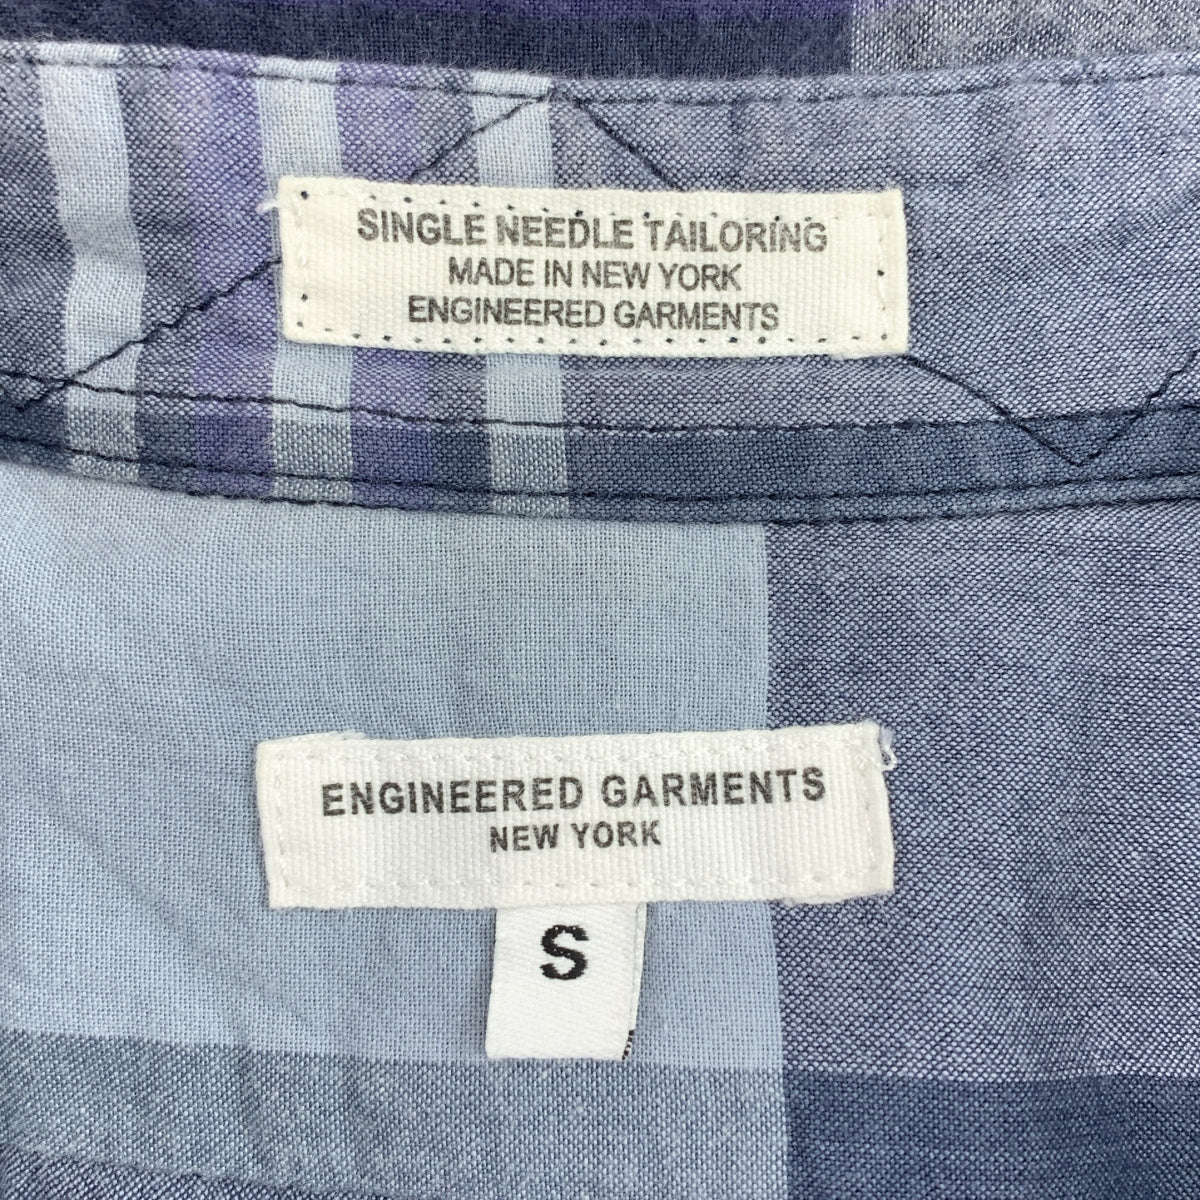 SINGLE NEEDLE TAILORING
MADE IN NEW YORK
ENGINEERED GARMENTS
ENGINEERED GARMENTS
NEW YORK
S